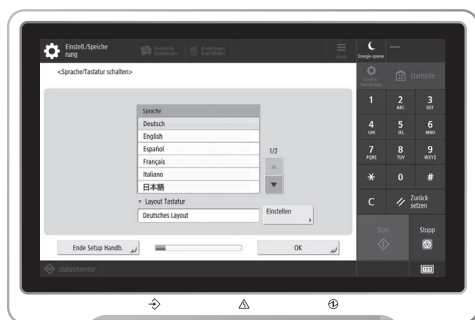 Einstell./Speiche
rung
Menü
Energie sparen
<Sprache/Tastatur schalten>
Startseite
Sprache
Deutsch
English
Español
Français
Italiano
日本語
1/2
Layout Tastatur
Deutsches Layout
Einstellen
Ende Setup Handb.
OK
Statusmonitor
1
2
ABC
3
DEF
4
GHI
5
JKL
6
MNO
7
PQRS
8
TUV
9
WXYZ
*
0
#
C
Zurück-
setzen
Start
Stopp
123